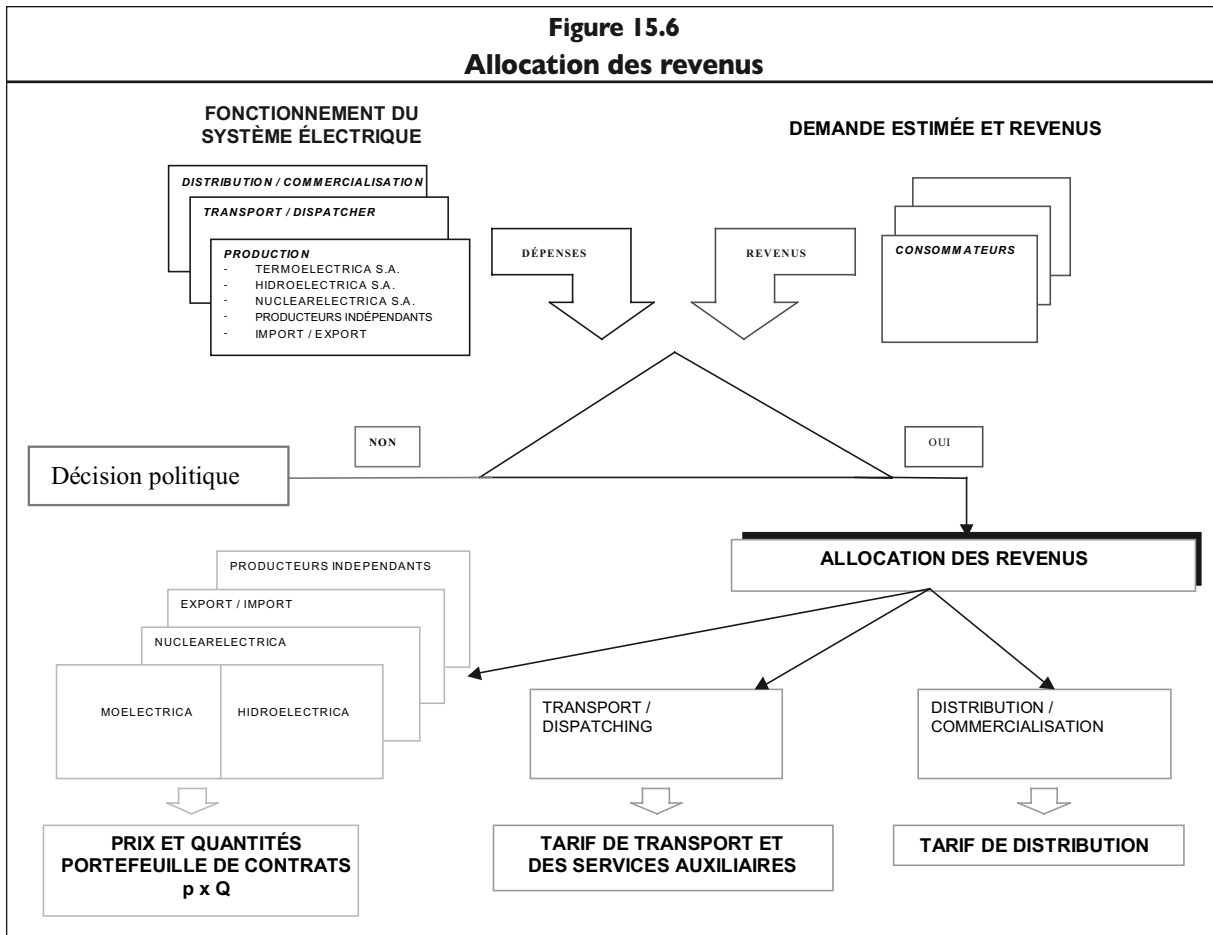 Figure 15.6
Allocation des revenus
FONCTIONNEMENT DU
SYSTÈME ÉLECTRIQUE
DEMANDE ESTIMÉE ET REVENUS
DISTRIBUTION / COMMERCIALISATION
TRANSPORT / DISPATCHER
PRODUCTION
- TERMOELECTRICA S.A.
- HIDROELECTRICA S.A.
- NUCLEARELECTRICA S.A.
- PRODUCTEURS INDÉPENDANTS
- IMPORT / EXPORT
DÉPENSES
REVENUS
CONSOMMATEURS
NON
OUI
Décision politique
ALLOCATION DES REVENUS
PRODUCTEURS INDEPENDANTS
EXPORT / IMPORT
NUCLEARELECTRICA
MOELECTRICA
HIDROELECTRICA
TRANSPORT /
DISPATCHING
DISTRIBUTION /
COMMERCIALISATION
PRIX ET QUANTITÉS
PORTEFEUILLE DE CONTRATS
p x Q
TARIF DE TRANSPORT ET
DES SERVICES AUXILIAIRES
TARIF DE DISTRIBUTION